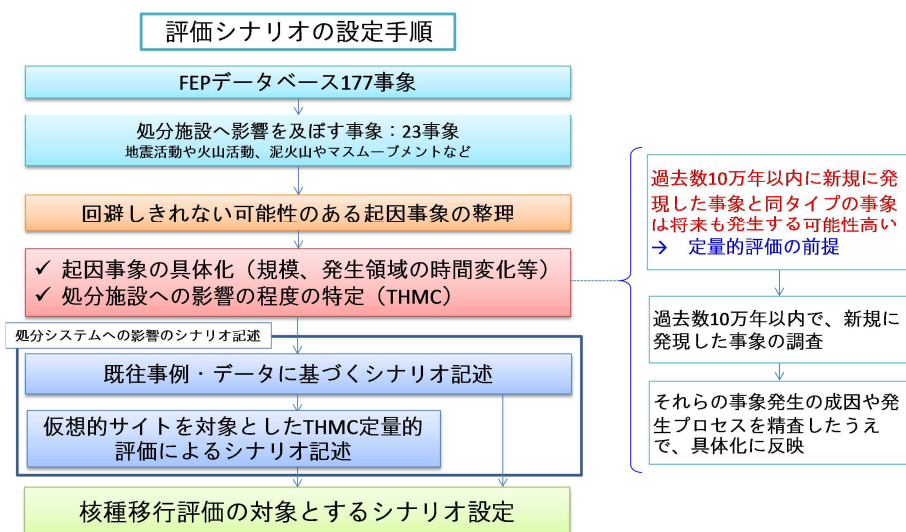 評価シナリオの設定手順
FEPデータベース177事象
処分施設へ影響を及ぼす事象：23事象
地震活動や火山活動、泥火山やマスムーブメントなど
回避しきれない可能性のある起因事象の整理
✓ 起因事象の具体化（規模、発生領域の時間変化等）
✓ 処分施設への影響の程度の特定（THMC）
処分システムへの影響のシナリオ記述
既往事例・データに基づくシナリオ記述
仮想的サイトを対象としたTHMC定量的
評価によるシナリオ記述
核種移行評価の対象とするシナリオ設定
過去数10万年以内に新規に発
現した事象と同タイプの事象
は将来も発生する可能性高い
→ 定量的評価の前提
過去数10万年以内で、新規に
発現した事象の調査
それらの事象発生の成因や発
生プロセスを精査したうえ
で、具体化に反映